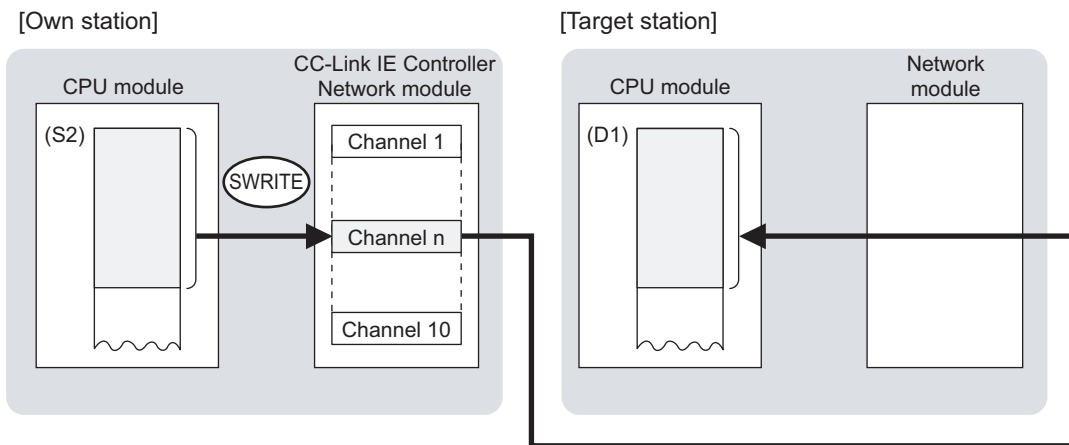 [Own station]
[Target station]
CC-Link IE Controller
Network module
CPU module
(S2)
SWRITE
Channel 1
Channel n
Channel 10
CPU module
(D1)
Network
module